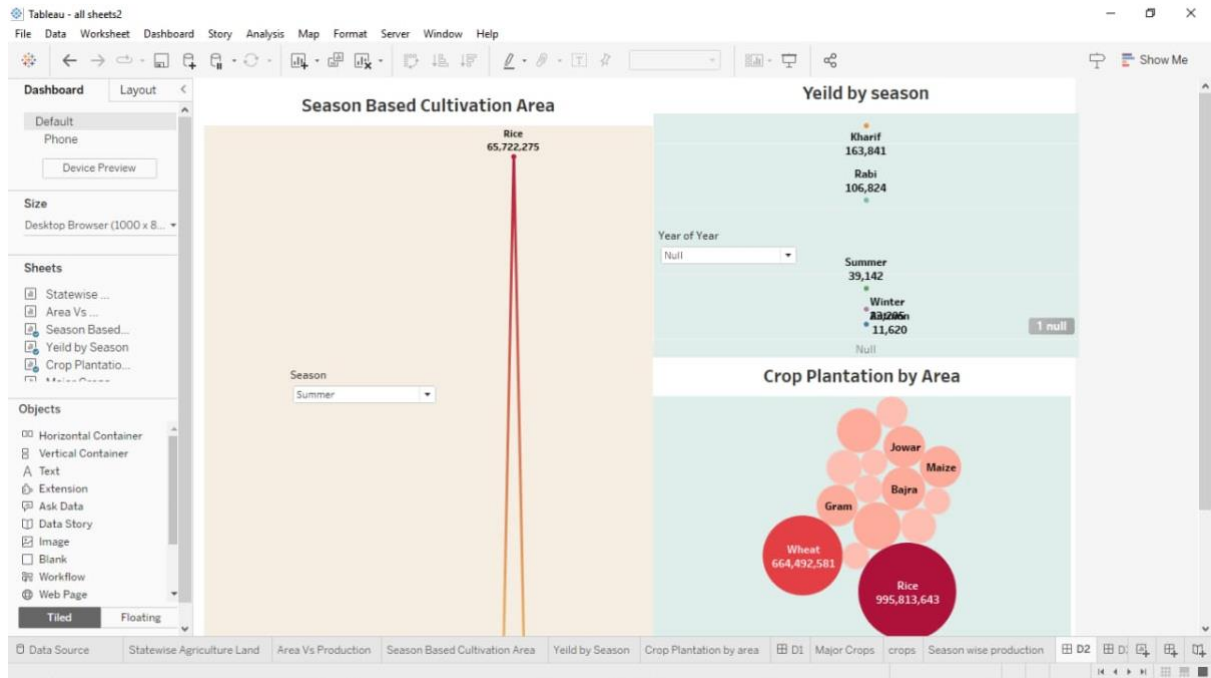 Tableau - all sheets2
File Data Worksheet Dashboard Story Analysis Map Format Server Window Help
Show Me
Dashboard Layout
Default
Phone
Device Preview
Size
Desktop Browser (1000 x 8...
Sheets
Statewise ...
Area Vs ...
Season Based...
Yeild by Season
Crop Plantatio...
Objects
Horizontal Container
Vertical Container
Text
Extension
Ask Data
Data Story
Image
Blank
Workflow
Web Page
Tiled Floating
Season Based Cultivation Area
Rice
65,722,275
Season
Summer
Yeild by season
Kharif
163,841
Rabi
106,824
Year of Year
Null
Summer
39,142
Winter
11,620
1 null
Null
Crop Plantation by Area
Jowar
Maize
Bajra
Gram
Wheat
664,492,581
Rice
995,813,643
Data Source Statewise Agriculture Land Area Vs Production Season Based Cultivation Area Yeild by Season Crop Plantation by area D1 Major Crops crops Season wise production D2